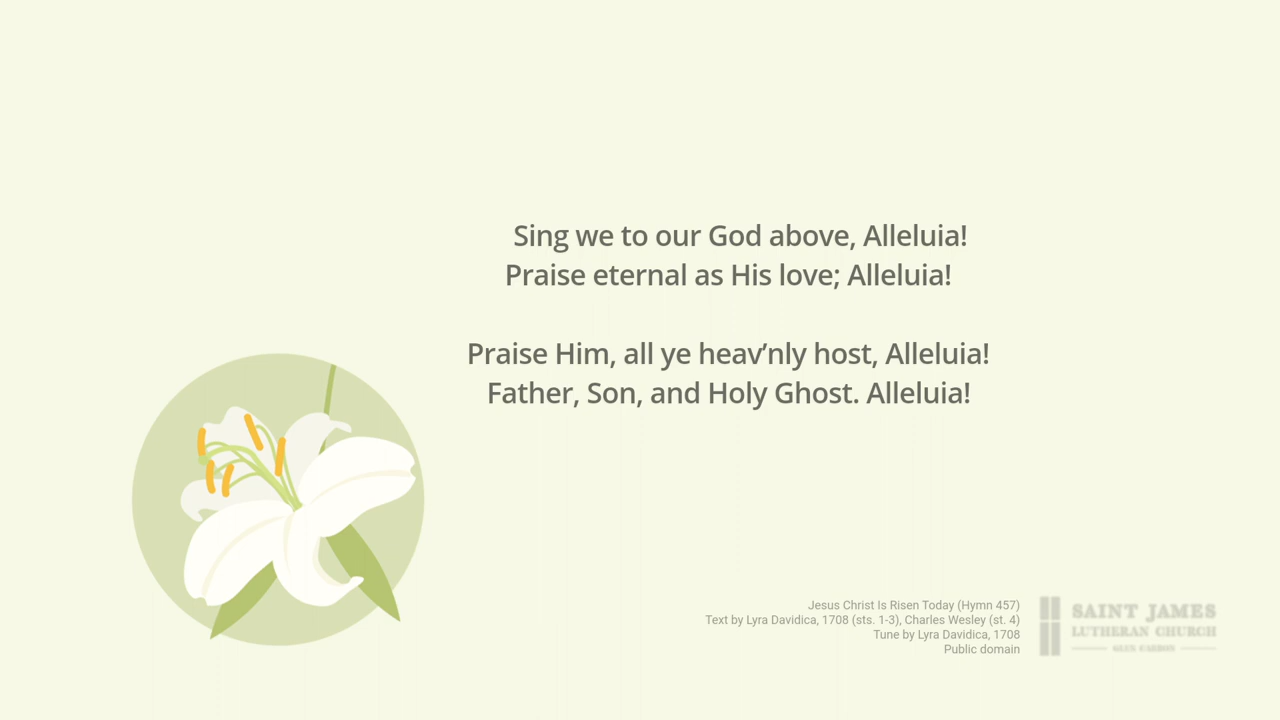 Sing we to our God above, Alleluia!
Praise eternal as His love; Alleluia!
Praise Him, all ye heav’nly host, Alleluia!
Father, Son, and Holy Ghost. Alleluia!
Jesus Christ Is Risen Today (Hymn 457)
Text by Lyra Davidica, 1708 (sts. 1-3), Charles Wesley (st. 4)
Tune by Lyra Davidica, 1708
Public domain
SAINT JAMES
LUTHERAN CHURCH
GLEN CARBON